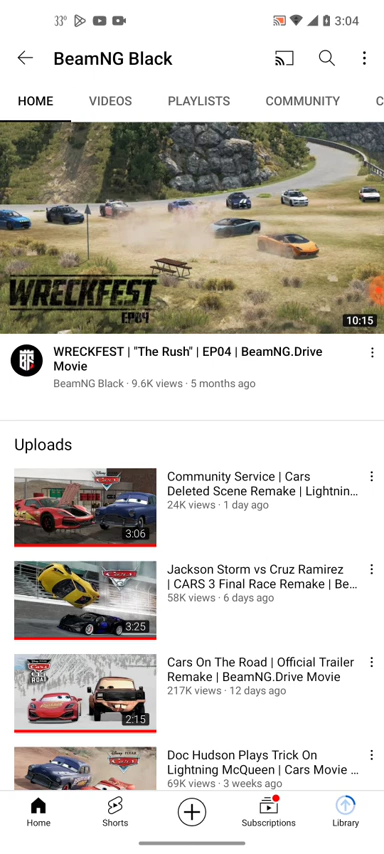 33°
3:04
BeamNG Black
HOME
VIDEOS
PLAYLISTS
COMMUNITY
C
WRECKFEST
EP04
10:15
WRECKFEST | "The Rush" | EP04 | BeamNG.Drive
Movie
BeamNG Black · 9.6K views · 5 months ago
Uploads
Community Service | Cars
Deleted Scene Remake | Lightnin...
24K views · 1 day ago
3:06
Jackson Storm vs Cruz Ramirez
| CARS 3 Final Race Remake | Be...
58K views · 6 days ago
3:25
Cars On The Road | Official Trailer
Remake | BeamNG.Drive Movie
217K views · 12 days ago
2:15
Doc Hudson Plays Trick On
Lightning McQueen | Cars Movie ...
69K views · 3 weeks ago
Home
Shorts
Subscriptions
Library